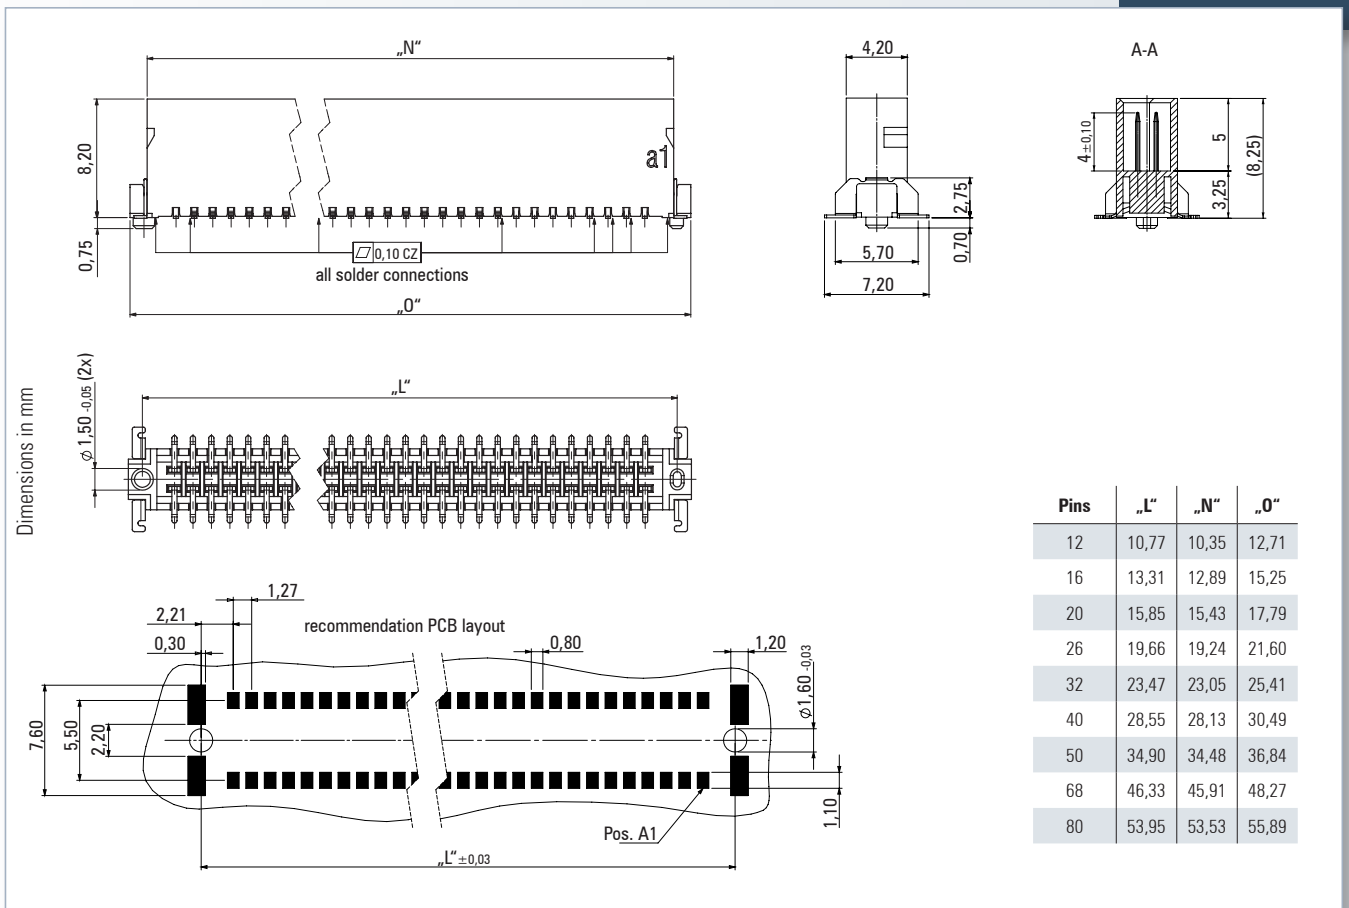 „N“
4,20
A-A
8,20
a1
4 ±0,10
5
3,25
(8,25)
2,75
0,75
0,70
0,10 CZ
all solder connections
5,70
7,20
„O“
Dimensions in mm
∅ 1,50 -0,05 (2x)
„L“
1,27
2,21
recommendation PCB layout
0,30
0,80
1,20
∅1,60 -0,03
7,60
5,50
2,20
1,10
Pos. A1
„L“ ±0,03
Pins „L“ „N“ „O“
12 10,77 10,35 12,71
16 13,31 12,89 15,25
20 15,85 15,43 17,79
26 19,66 19,24 21,60
32 23,47 23,05 25,41
40 28,55 28,13 30,49
50 34,90 34,48 36,84
68 46,33 45,91 48,27
80 53,95 53,53 55,89